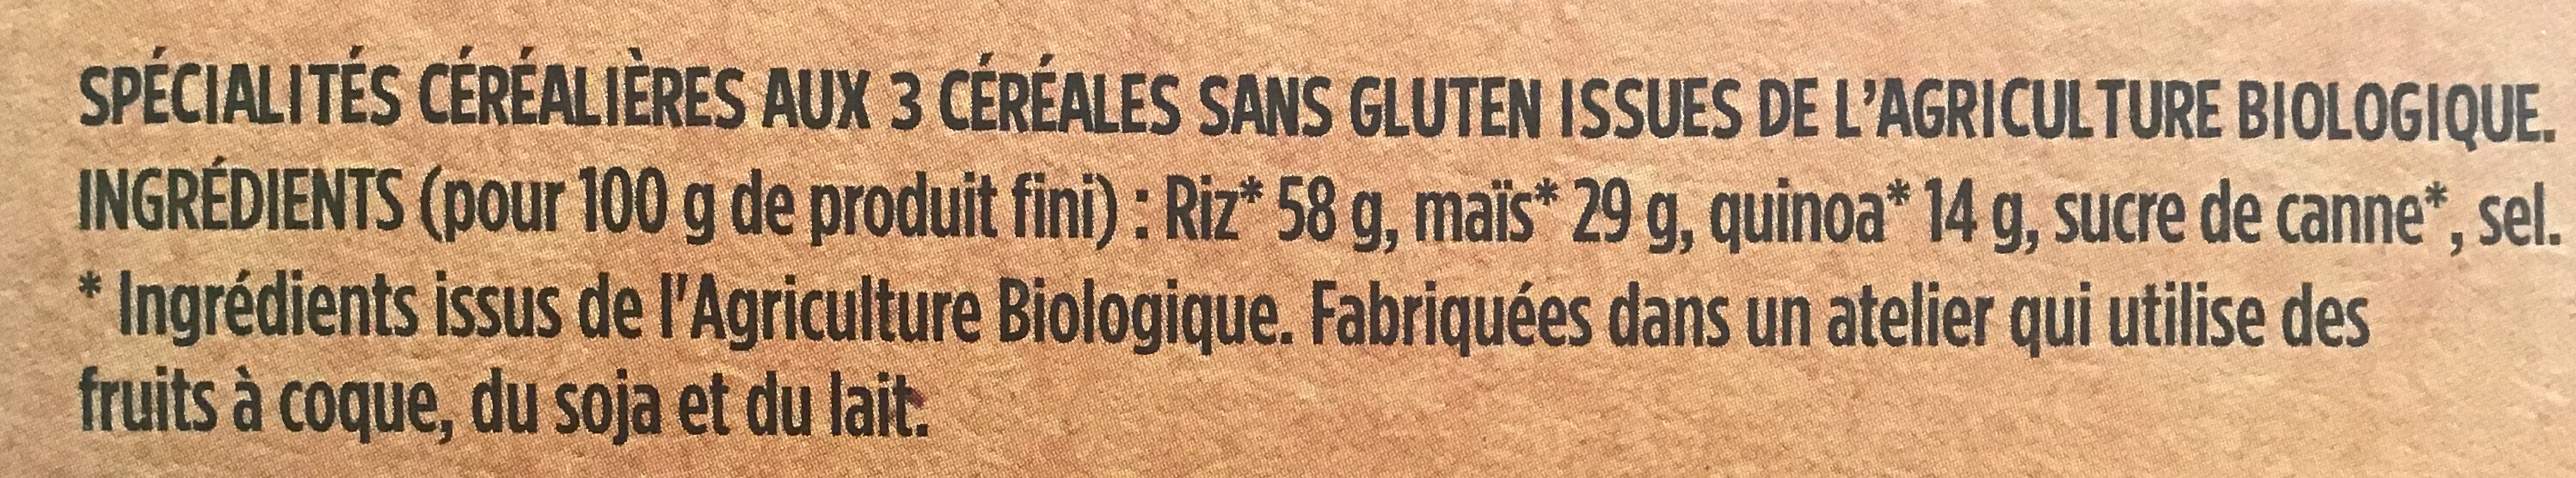 SPÉCIALITÉS CÉRÉALIÈRES AUX 3 CÉRÉALES SANS GLUTEN ISSUES DE L’AGRICULTURE BIOLOGIQUE.
INGRÉDIENTS (pour 100 g de produit fini) : Riz* 58 g, maïs* 29 g, quinoa* 14 g, sucre de canne*, sel.
* Ingrédients issus de l'Agriculture Biologique. Fabriquées dans un atelier qui utilise des
fruits à coque, du soja et du lait.